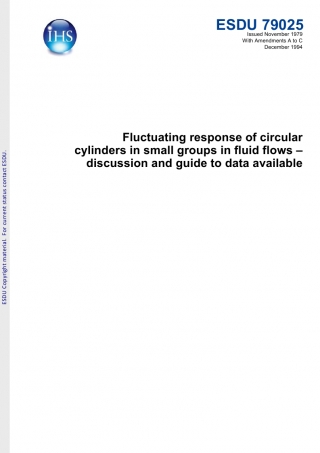 IHS
ESDU 79025
Issued November 1979
With Amendments A to C
December 1994
Fluctuating response of circular
cylinders in small groups in fluid flows –
discussion and guide to data available
ESDU Copyright material. For current status contact ESDU.